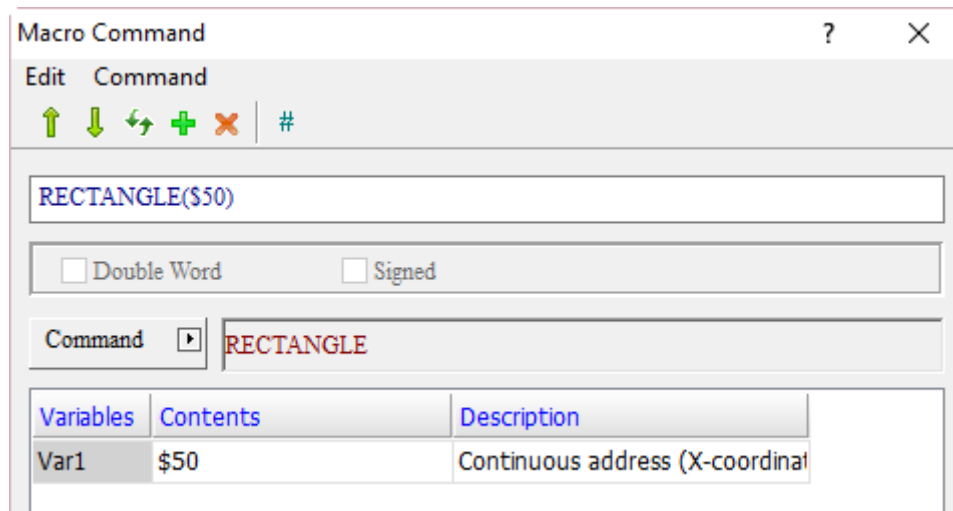 Macro Command ?
Edit Command
#
RECTANGLE($50)
Double Word Signed
Command RECTANGLE
Variables Contents Description
Var1 $50 Continuous address (X-coordinat